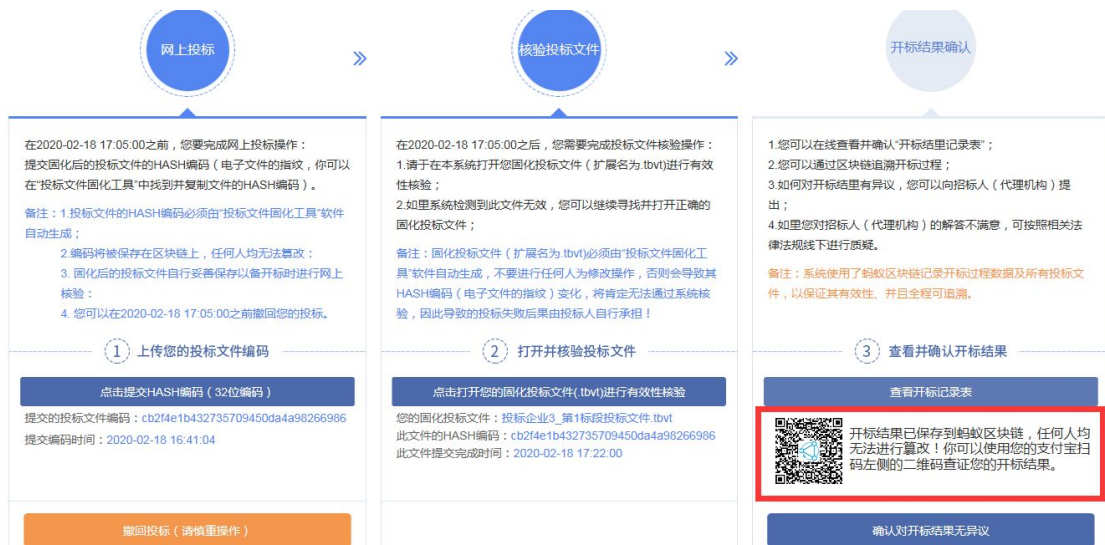 网上投标
在2020-02-18 17:05:00之前，您要完成网上投标操作：
提交固化后的投标文件的HASH编码（电子文件的指纹，你可以
在“投标文件固化工具”中找到并复制文件的HASH编码）。
备注：1.投标文件的HASH编码必须由“投标文件固化工具”软件
自动生成；
2.编码将被保存在区块链上，任何人均无法篡改：
3. 固化后的投标文件自行妥善保存以备开标时进行网上
核验：
4. 您可以在2020-02-18 17:05:00之前撤回您的投标。
1 上传您的投标文件编码
点击提交HASH编码（32位编码）
提交的投标文件编码：cb2f4e1b432735709450da4a98266986
提交编码时间：2020-02-18 16:41:04
撤回投标（请慎重操作）
核验投标文件
在2020-02-18 17:05:00之后，您需要完成投标文件核验操作：
1.请于在本系统打开您固化投标文件（扩展名为.tbvt)进行有效
性核验；
2.如里系统检测到此文件无效，您可以继续寻找并打开正确的
固化投标文件；
备注：固化投标文件（扩展名为.tbvt)必须由“投标文件固化工
具”软件自动生成，不要进行任何人为修改操作，否则会导致其
HASH编码（电子文件的指纹）变化，将肯定无法通过系统核
验，因此导致的投标失败后果由投标人自行承担！
2 打开并核验投标文件
点击打开您的固化投标文件(.tbvt)进行有效性核验
您的固化投标文件：投标企业3_第1标段投标文件.tbvt
此文件的HASH编码：cb2f4e1b432735709450da4a98266986
此文件提交完成时间：2020-02-18 17:22:00
开标结果确认
1.您可以在线查看并确认“开标结里记录表”；
2.您可以通过区块链追溯开标过程；
3.如何对开标结里有异议，您可以向招标人（代理机构）提
出；
4.如里您对招标人（代理机构）的解答不满意，可按照相关法
律法规线下进行质疑。
备注：系统使用了蚂蚁区块链记录开标过程数据及所有投标文
件，以保证其有效性、并且全程可追溯。
3 查看并确认开标结果
查看开标记录表
开标结果已保存到蚂蚁区块链，任何人均
无法进行篡改！你可以使用您的支付宝扫
码左侧的二维码查证您的开标结果。
确认对开标结果无异议